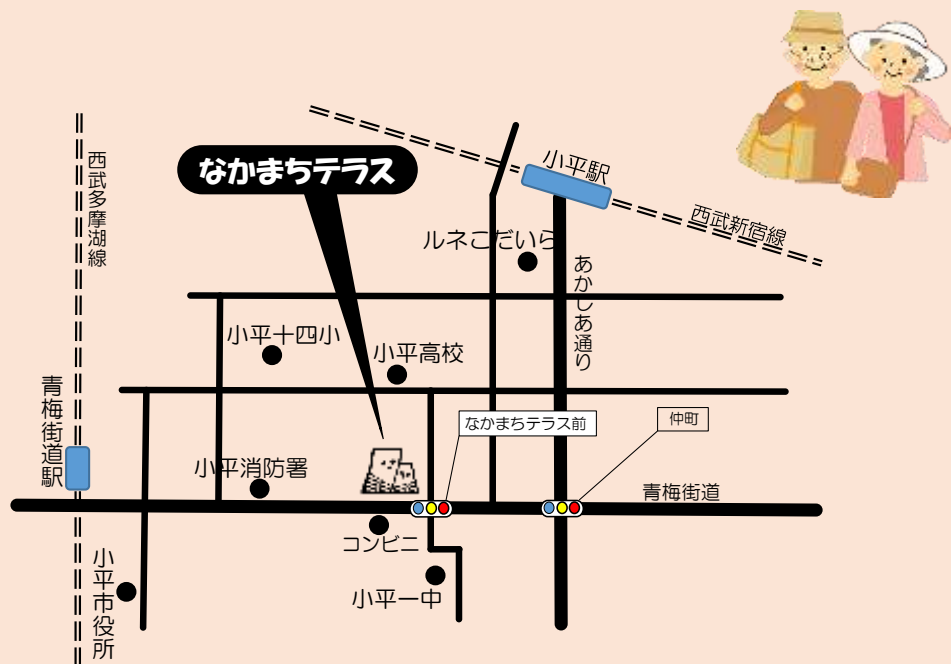 小平駅
西武多摩湖線
なかまちテラス
西武新宿線
ルネこだいら
あかしあ通り
小平十四小
小平高校
青梅街道駅
なかまちテラス前
仲町
小平消防署
青梅街道
コンビニ
小平市役所
小平一中